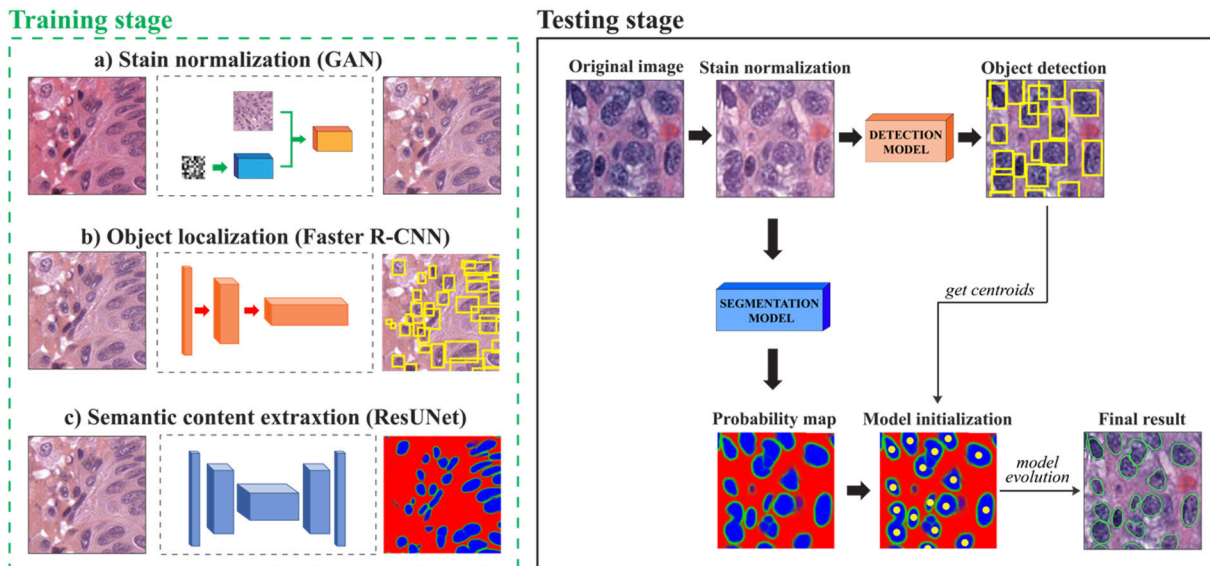 Training stage
a) Stain normalization (GAN)
b) Object localization (Faster R-CNN)
c) Semantic content extraxtion (ResUNet)
Testing stage
Original image
Stain normalization
Object detection
DETECTION
MODEL
SEGMENTATION
MODEL
get centroids
Probability map
Model initialization
Final result
model
evolution